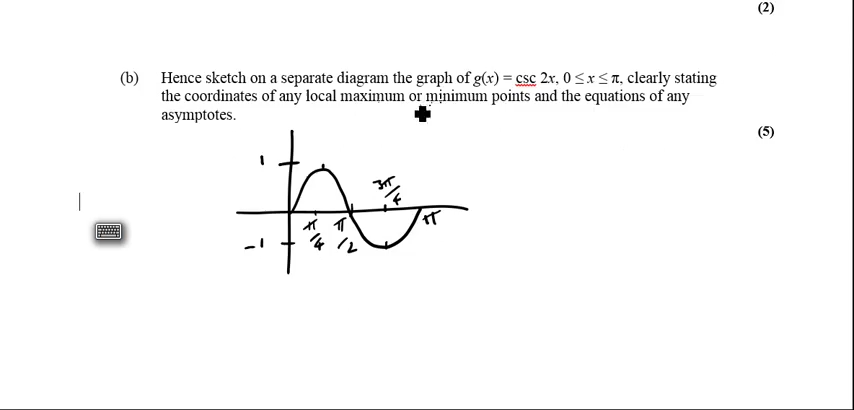 (2)
(b) Hence sketch on a separate diagram the graph of g(x) = csc 2x, 0 ≤ x ≤ π, clearly stating
the coordinates of any local maximum or minimum points and the equations of any
asymptotes.
(5)
1
3π/4
π/4 π/2 π
-1